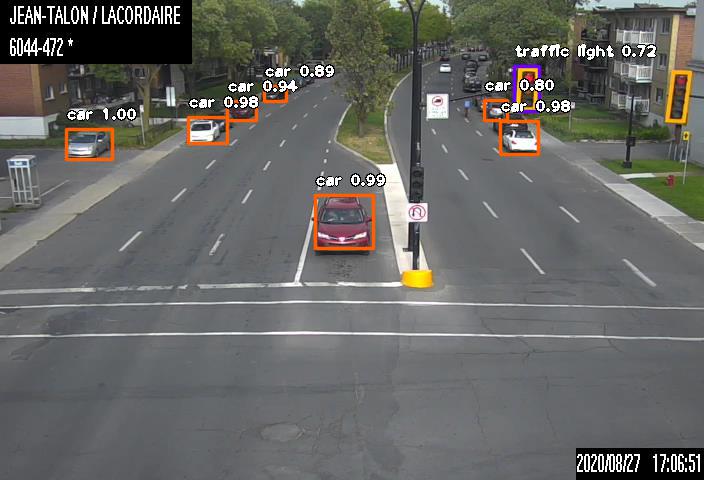 JEAN-TALON / LACORDAIRE
6044-472 *
traffic light 0.72
car 0.89
car 0.94
car 0.80
car 0.98
car 0.98
car 1.00
car 0.99
2020/08/27 17:06:51